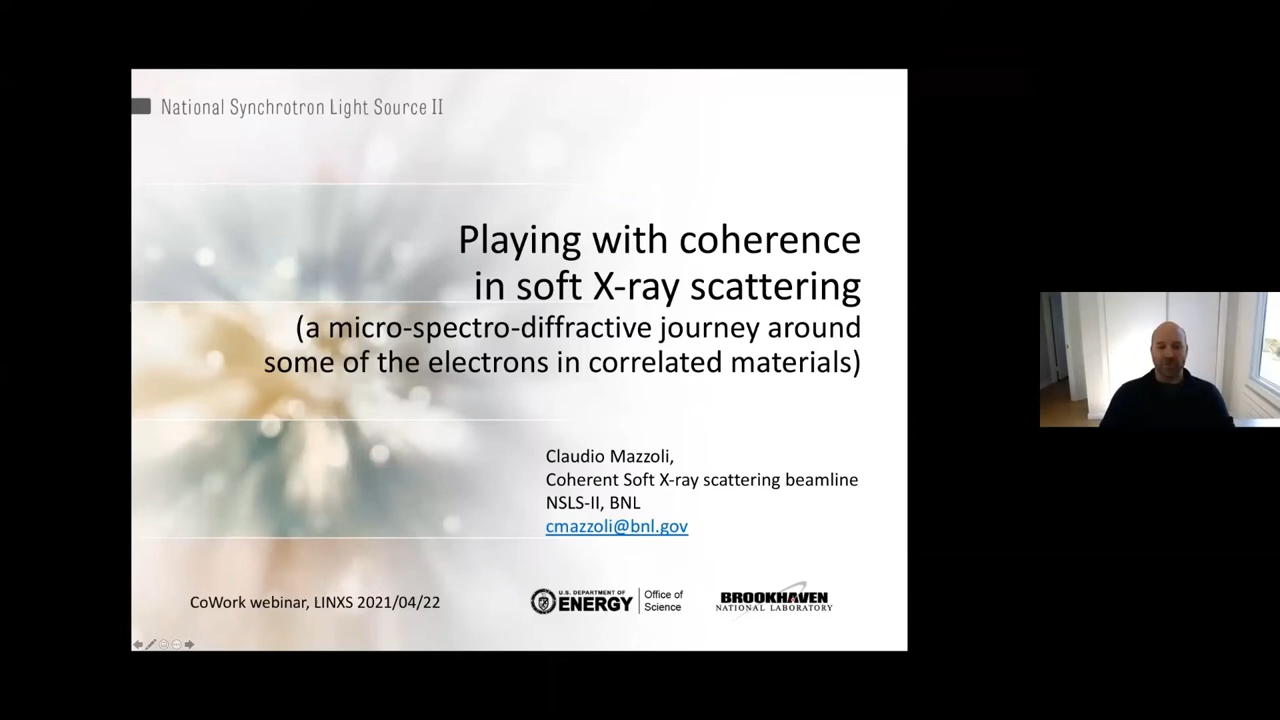 National Synchrotron Light Source II
Playing with coherence
in soft X-ray scattering
(a micro-spectro-diffractive journey around
some of the electrons in correlated materials)
Claudio Mazzoli,
Coherent Soft X-ray scattering beamline
NSLS-II, BNL
cmazzoli@bnl.gov
CoWork webinar, LINXS 2021/04/22
U.S. DEPARTMENT OF
ENERGY
Office of
Science
BROOKHAVEN
NATIONAL LABORATORY